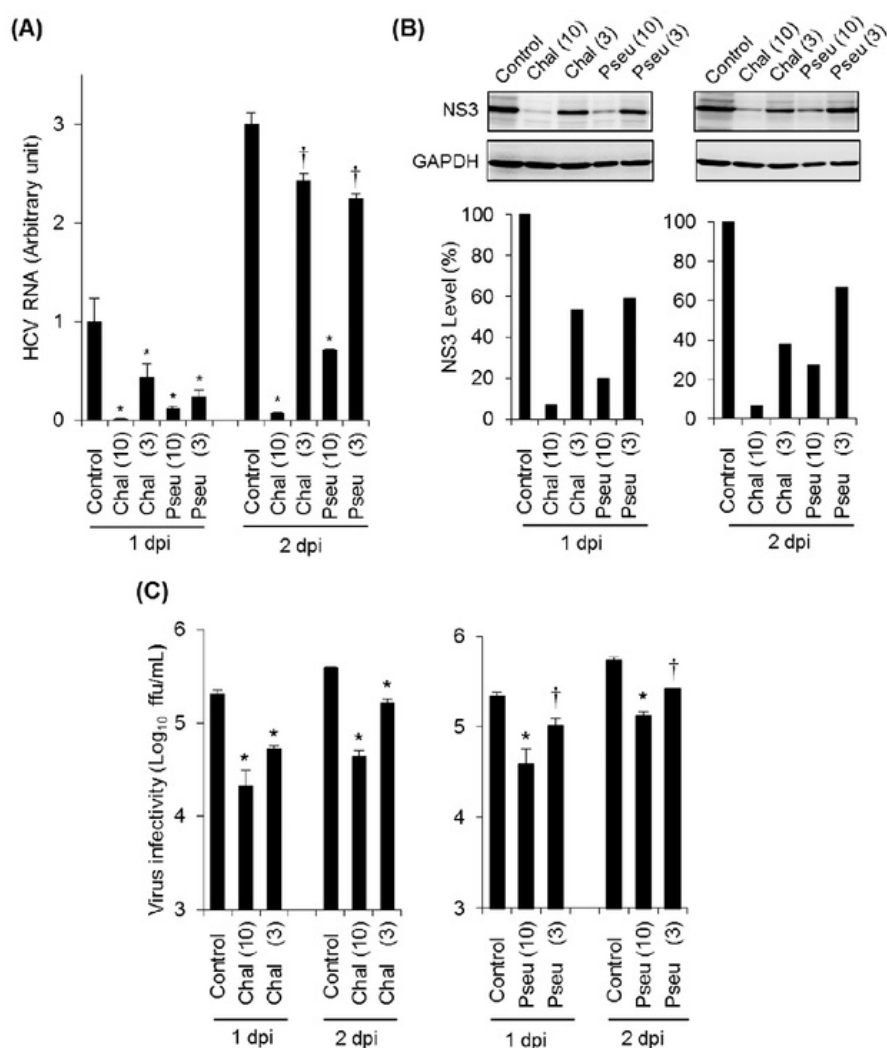 (A)
HCV RNA (Arbitrary unit)
3
2
1
0
†
†
*
*
*
*
*
*
Control
Chal (10)
Chal (3)
Pseu (10)
Pseu (3)
Control
Chal (10)
Chal (3)
Pseu (10)
Pseu (3)
1 dpi
2 dpi
(B)
Control
Chal (10)
Chal (3)
Pseu (10)
Pseu (3)
Control
Chal (10)
Chal (3)
Pseu (10)
Pseu (3)
NS3
GAPDH
NS3 Level (%)
100
80
60
40
20
0
Control
Chal (10)
Chal (3)
Pseu (10)
Pseu (3)
1 dpi
100
80
60
40
20
0
Control
Chal (10)
Chal (3)
Pseu (10)
Pseu (3)
2 dpi
(C)
Virus infectivity (Log10 ffu/mL)
6
5
4
3
*
*
*
*
Control
Chal (10)
Chal (3)
Control
Chal (10)
Chal (3)
1 dpi
2 dpi
6
5
4
3
*
†
*
†
Control
Pseu (10)
Pseu (3)
Control
Pseu (10)
Pseu (3)
1 dpi
2 dpi